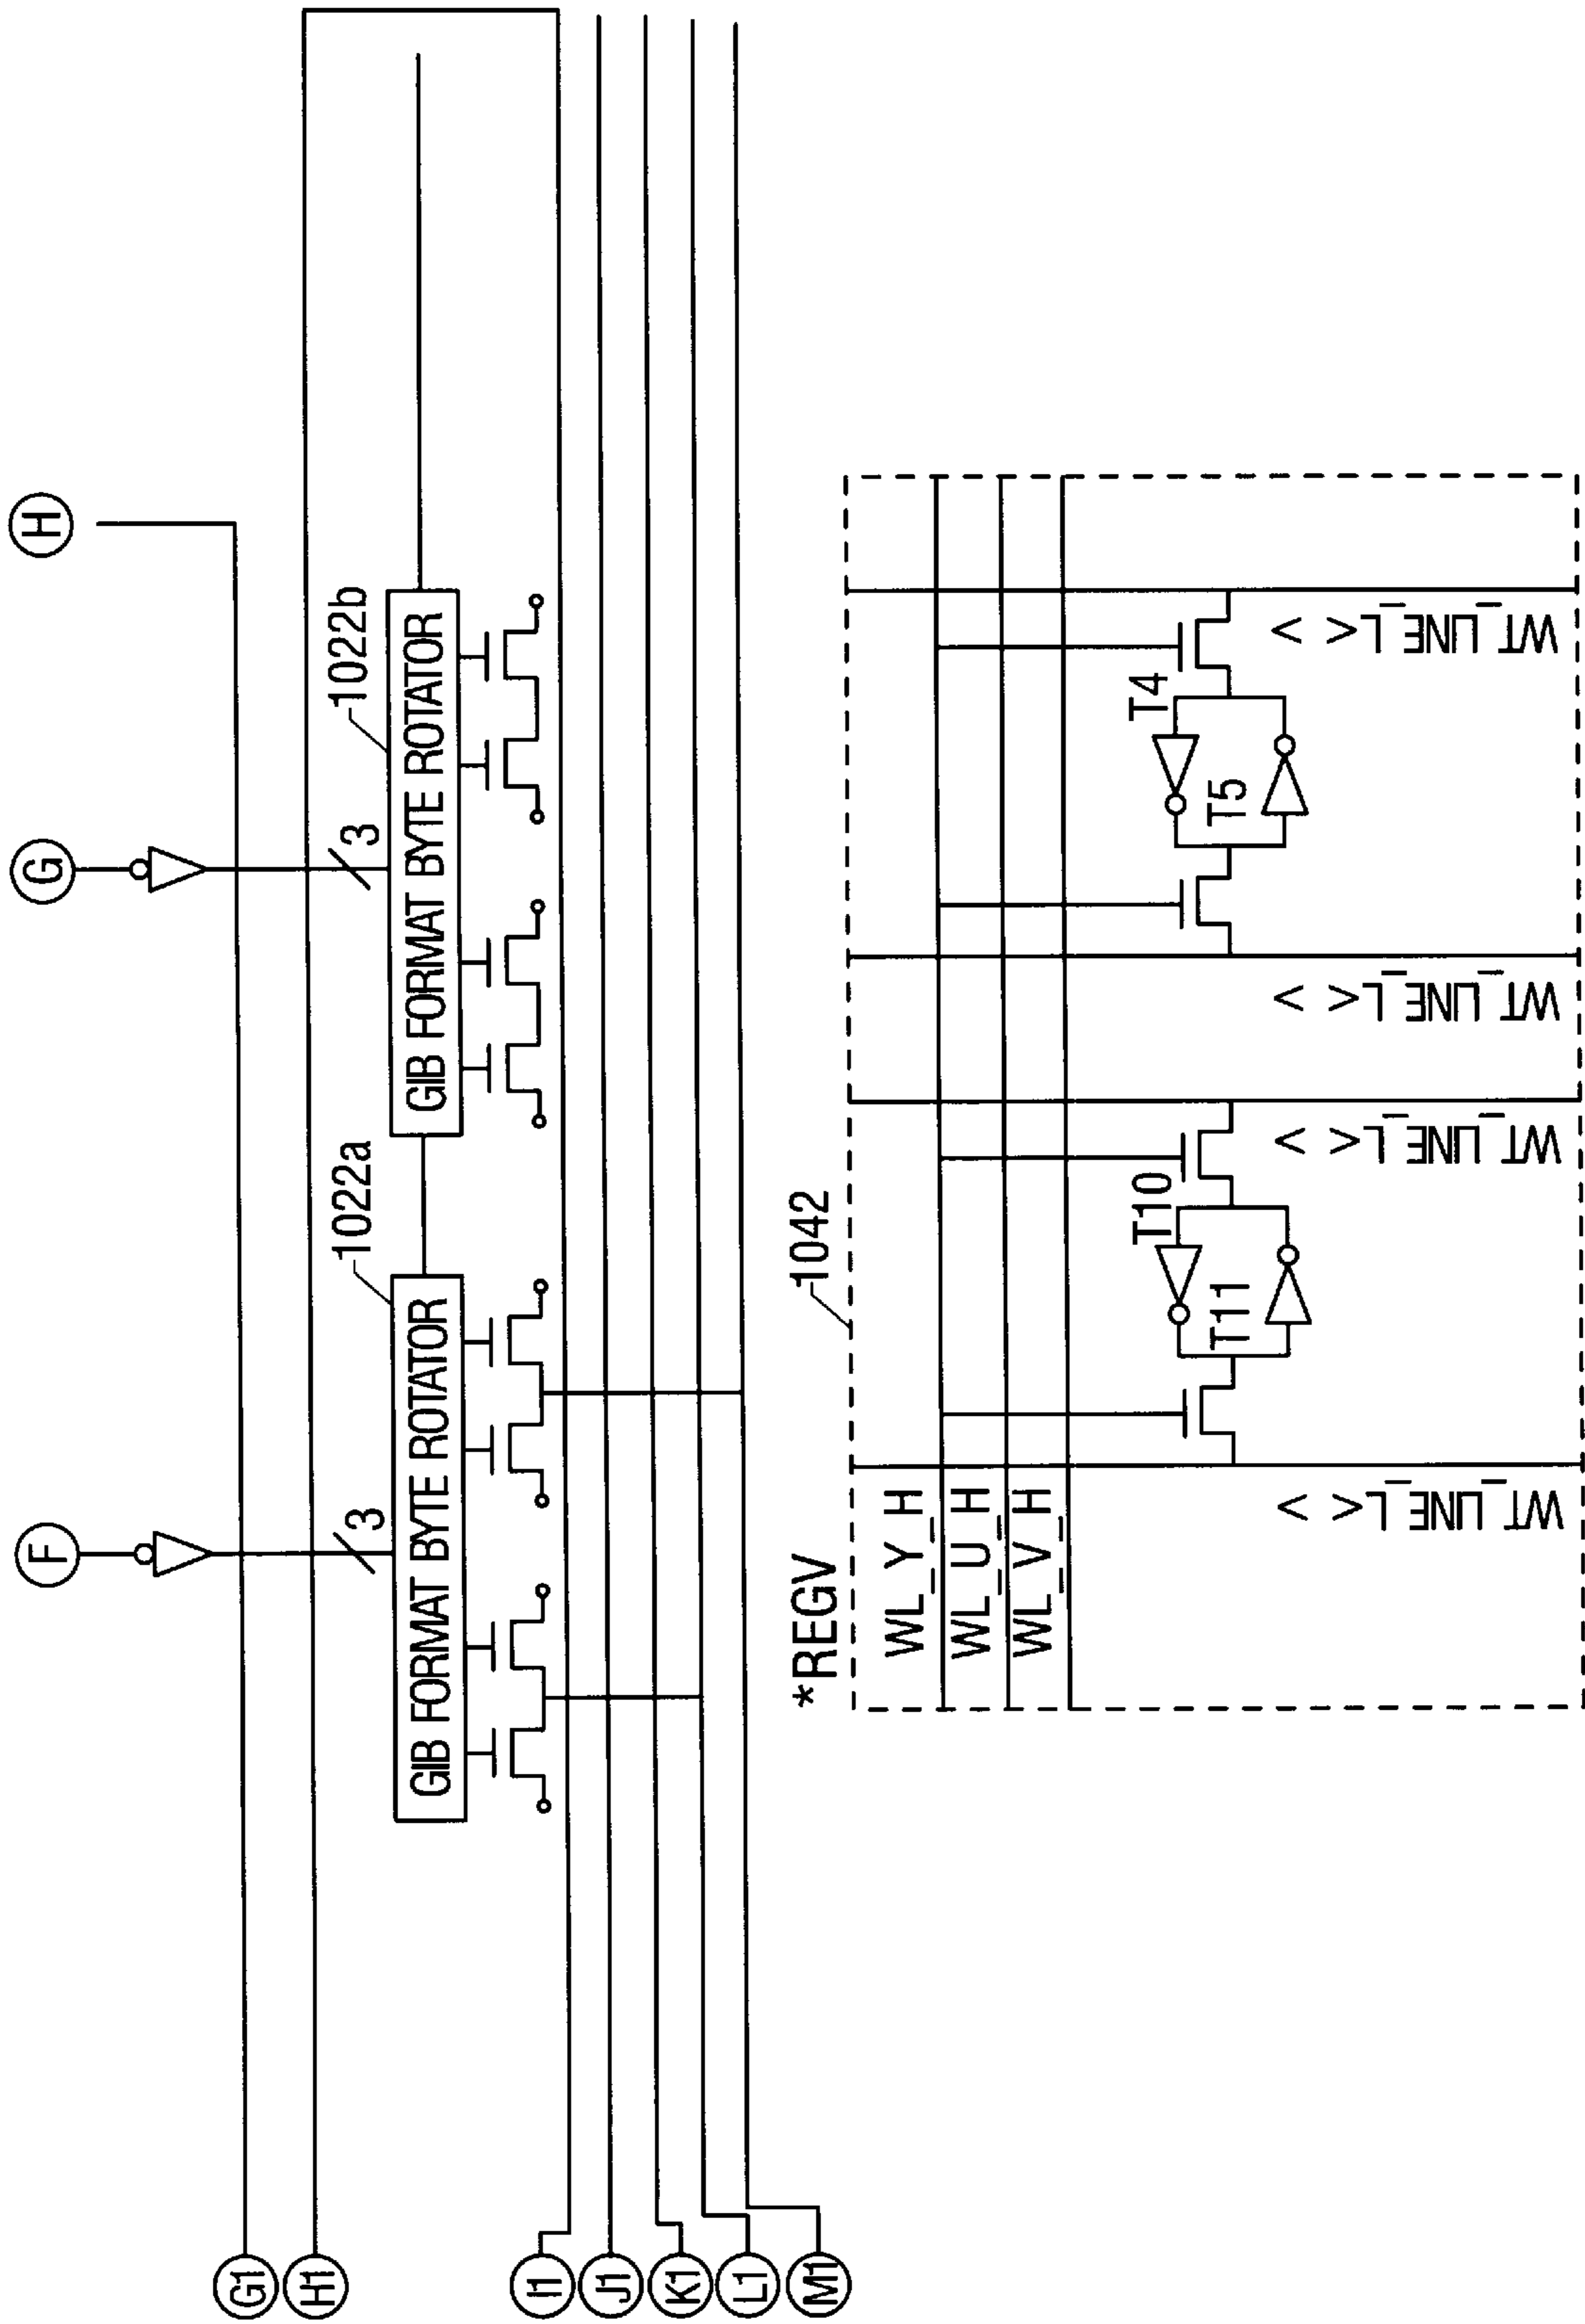 F
G
H
G1
H1
I1
J1
K1
L1
M1
3
3
GIB FORMAT BYTE ROTATOR
1022a
GIB FORMAT BYTE ROTATOR
1022b
*REGV
1042
WL_Y_H
WL_U_H
WL_V_H
T11
T10
T5
T4
WT_LINE_L< >
WT_LINE_L< >
WT_LINE_L< >
WT_LINE_L< >